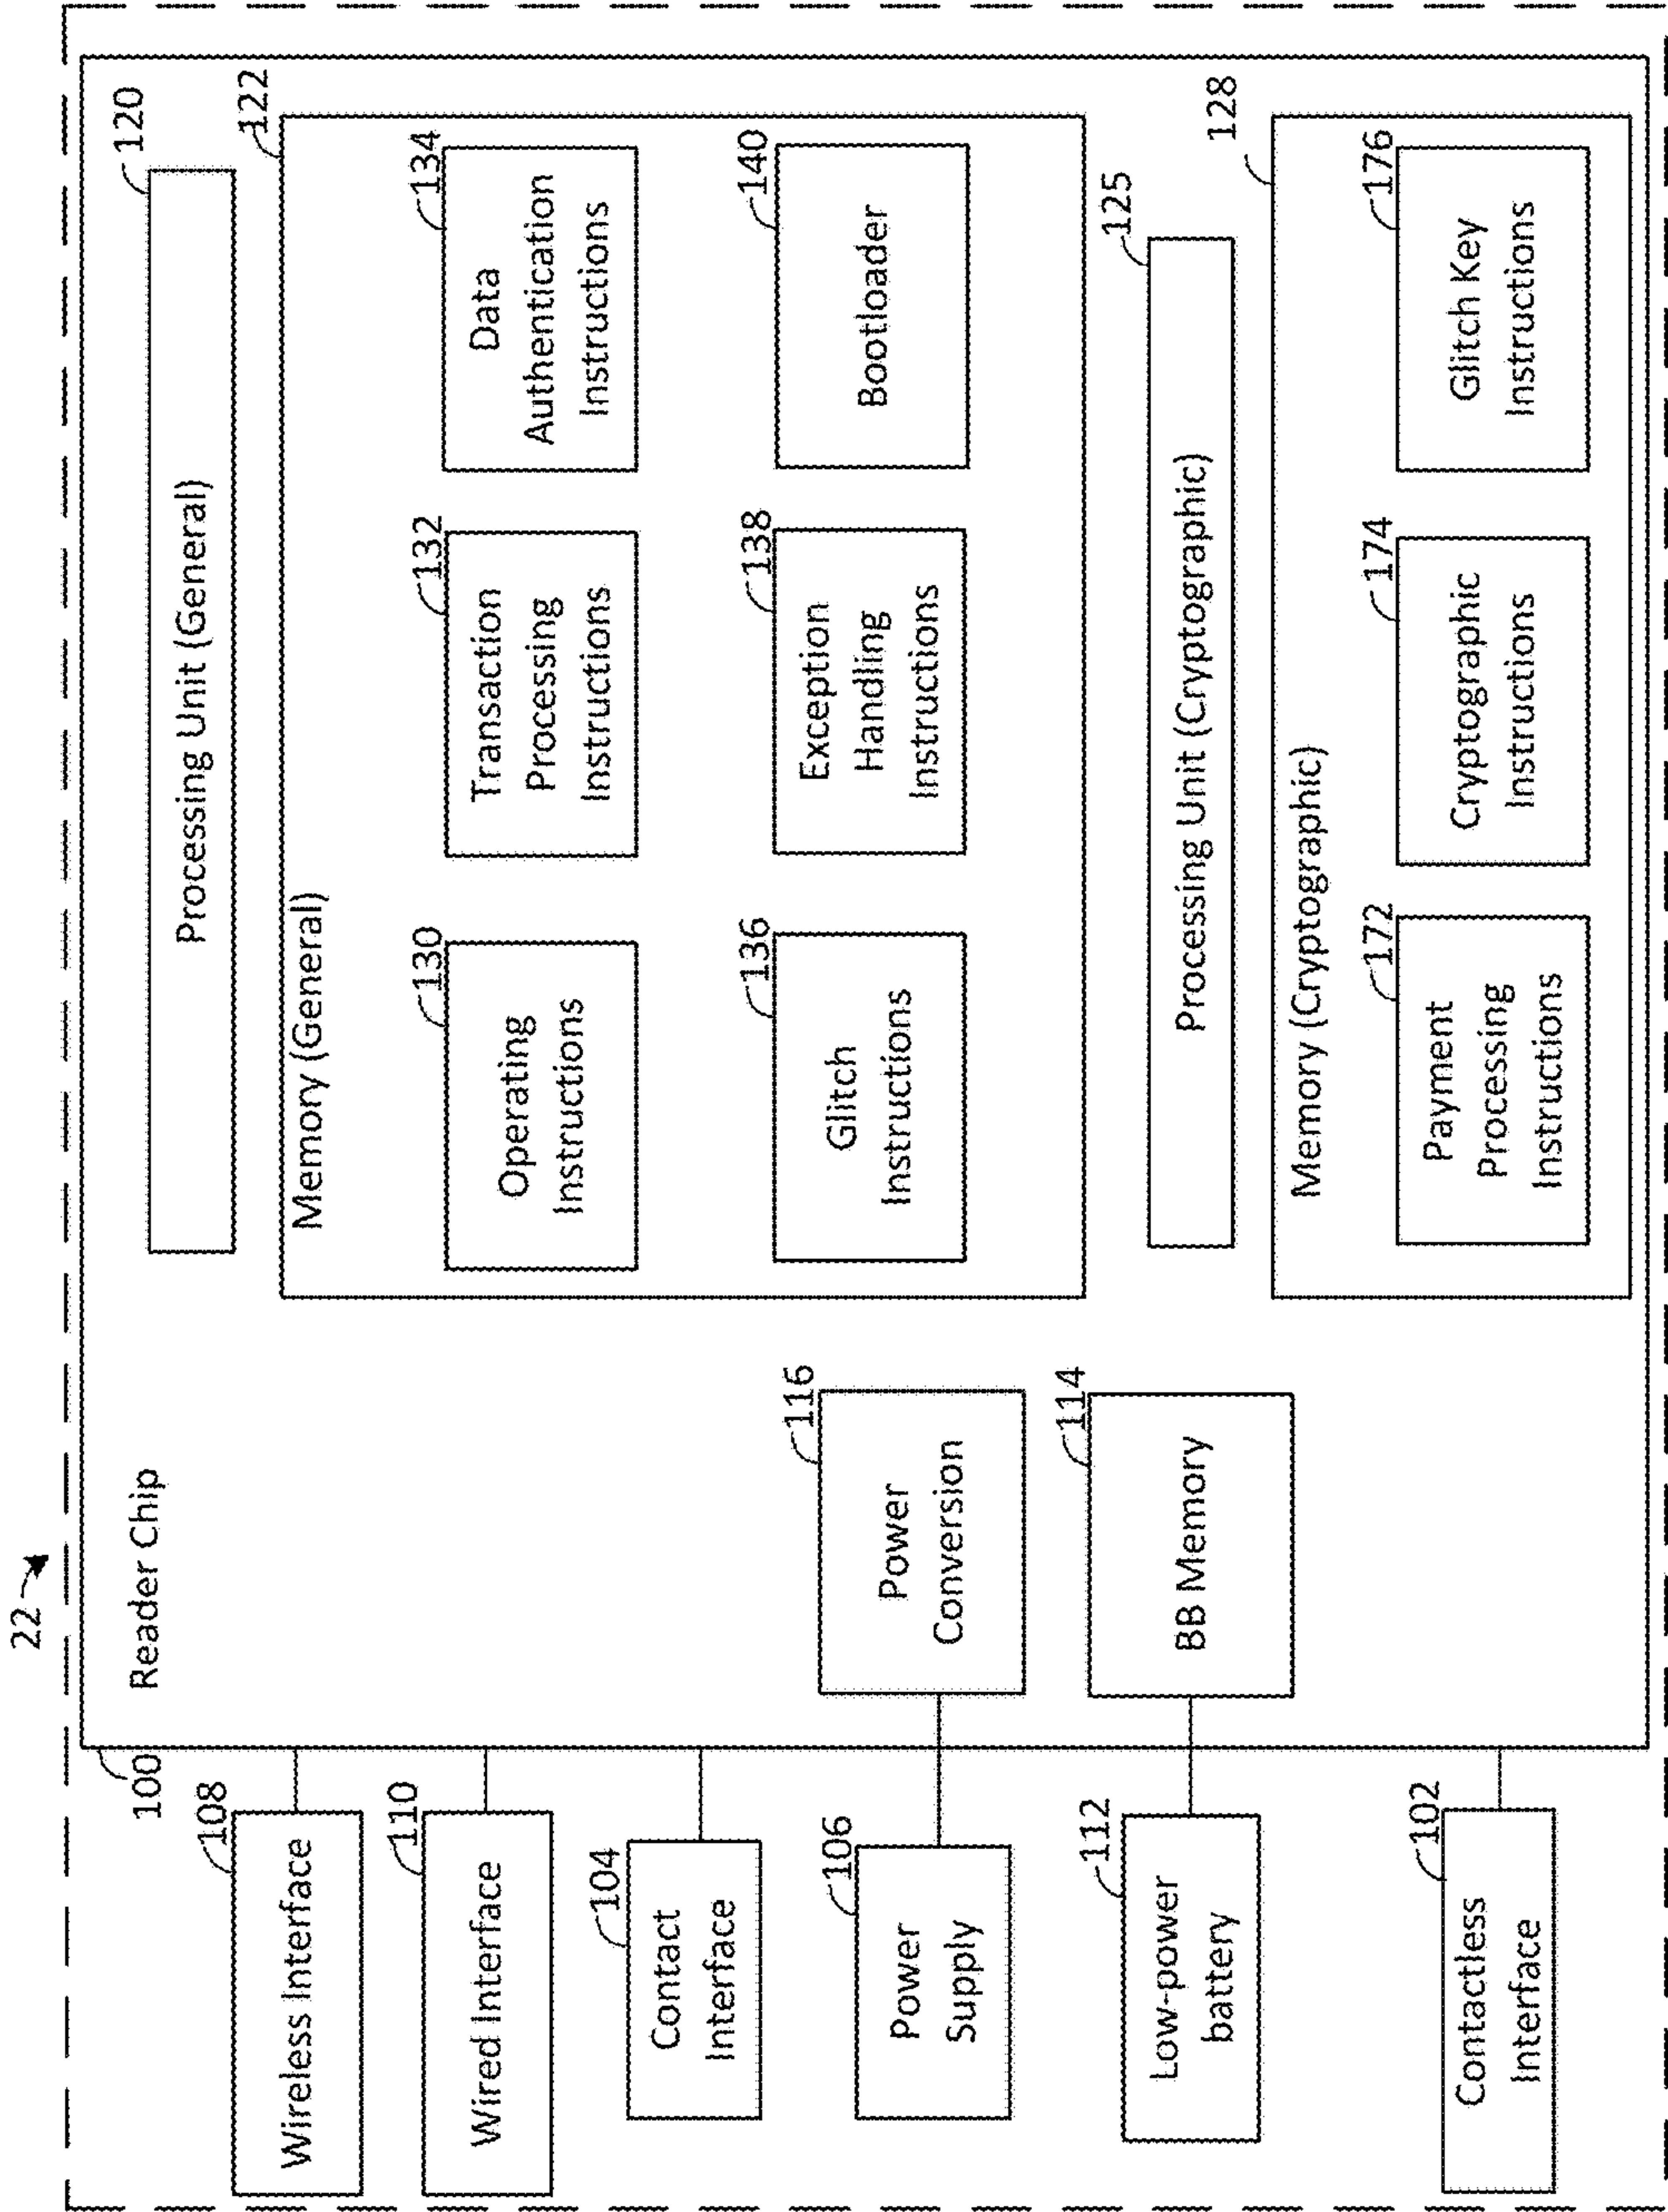 22
100
Reader Chip
120
Processing Unit (General)
108
Wireless Interface
122
Memory (General)
110
Wired Interface
130
Operating
Instructions
132
Transaction
Processing
Instructions
134
Data
Authentication
Instructions
104
Contact
Interface
136
Glitch
Instructions
138
Exception
Handling
Instructions
140
Bootloader
106
Power
Supply
116
Power
Conversion
112
Low-power
battery
114
BB Memory
125
Processing Unit (Cryptographic)
128
Memory (Cryptographic)
102
Contactless
Interface
172
Payment
Processing
Instructions
174
Cryptographic
Instructions
176
Glitch Key
Instructions